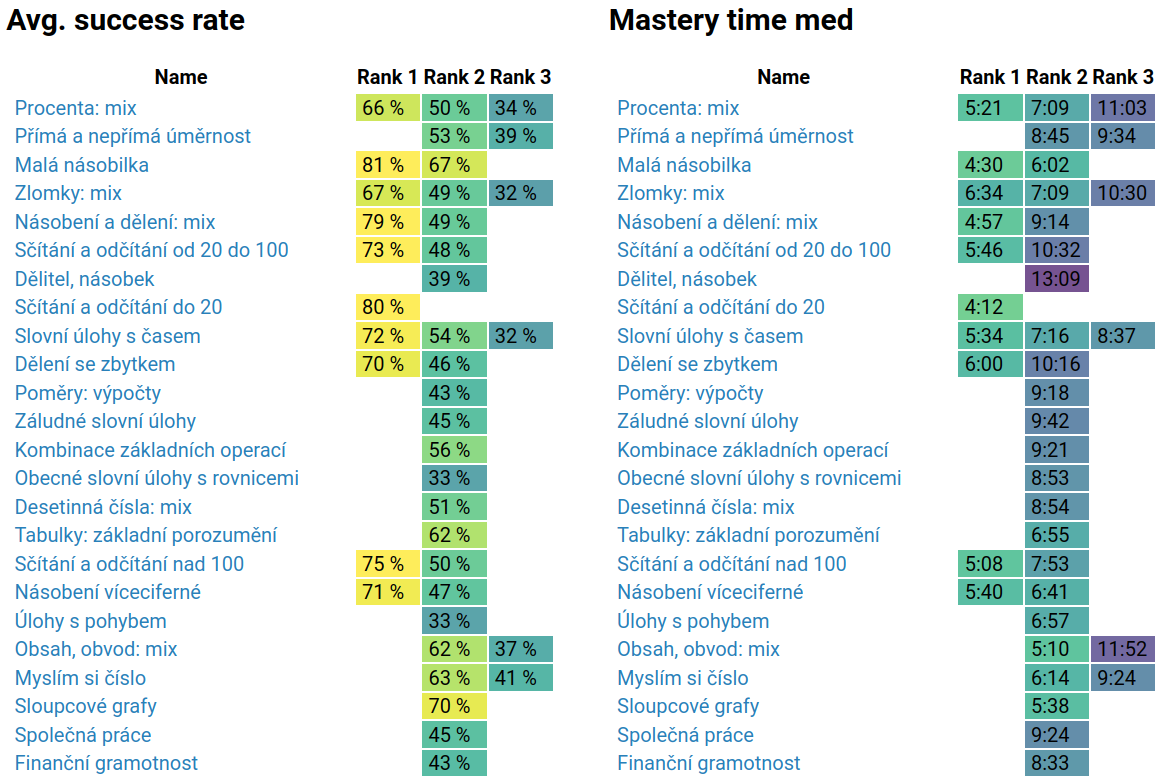 Avg. success rate
Name Rank 1 Rank 2 Rank 3
Procenta: mix 66 % 50 % 34 %
Přímá a nepřímá úměrnost 53 % 39 %
Malá násobilka 81 % 67 %
Zlomky: mix 67 % 49 % 32 %
Násobení a dělení: mix 79 % 49 %
Sčítání a odčítání od 20 do 100 73 % 48 %
Dělitel, násobek 39 %
Sčítání a odčítání do 20 80 %
Slovní úlohy s časem 72 % 54 % 32 %
Dělení se zbytkem 70 % 46 %
Poměry: výpočty 43 %
Záludné slovní úlohy 45 %
Kombinace základních operací 56 %
Obecné slovní úlohy s rovnicemi 33 %
Desetinná čísla: mix 51 %
Tabulky: základní porozumění 62 %
Sčítání a odčítání nad 100 75 % 50 %
Násobení víceciferné 71 % 47 %
Úlohy s pohybem 33 %
Obsah, obvod: mix 62 % 37 %
Myslím si číslo 63 % 41 %
Sloupcové grafy 70 %
Společná práce 45 %
Finanční gramotnost 43 %
Mastery time med
Name Rank 1 Rank 2 Rank 3
Procenta: mix 5:21 7:09 11:03
Přímá a nepřímá úměrnost 8:45 9:34
Malá násobilka 4:30 6:02
Zlomky: mix 6:34 7:09 10:30
Násobení a dělení: mix 4:57 9:14
Sčítání a odčítání od 20 do 100 5:46 10:32
Dělitel, násobek 13:09
Sčítání a odčítání do 20 4:12
Slovní úlohy s časem 5:34 7:16 8:37
Dělení se zbytkem 6:00 10:16
Poměry: výpočty 9:18
Záludné slovní úlohy 9:42
Kombinace základních operací 9:21
Obecné slovní úlohy s rovnicemi 8:53
Desetinná čísla: mix 8:54
Tabulky: základní porozumění 6:55
Sčítání a odčítání nad 100 5:08 7:53
Násobení víceciferné 5:40 6:41
Úlohy s pohybem 6:57
Obsah, obvod: mix 5:10 11:52
Myslím si číslo 6:14 9:24
Sloupcové grafy 5:38
Společná práce 9:24
Finanční gramotnost 8:33